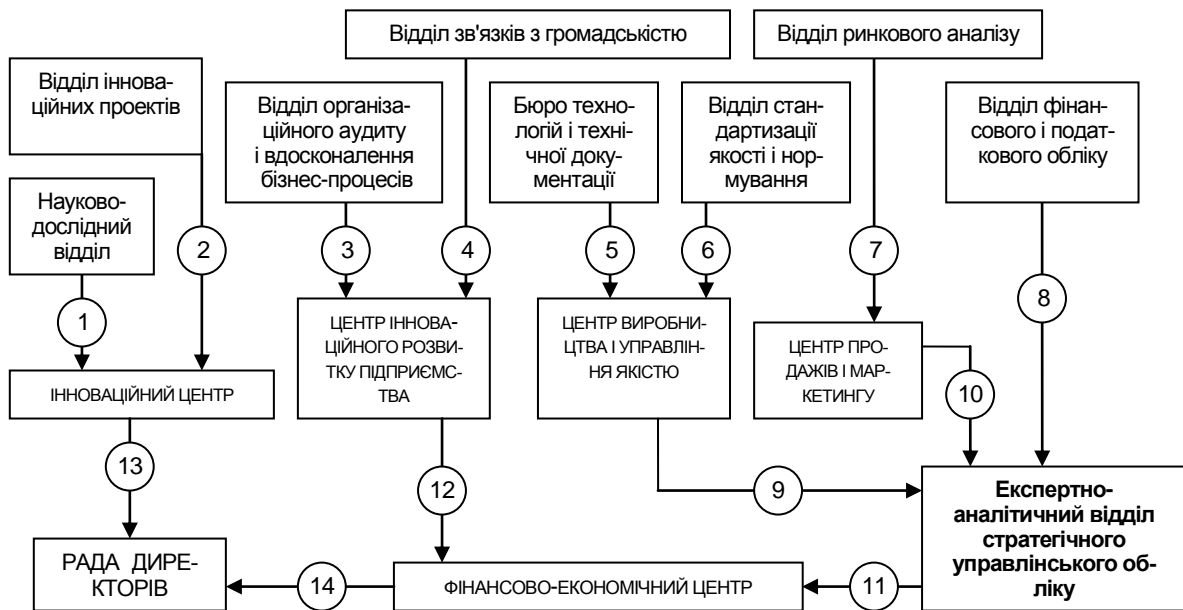 Відділ зв'язків з громадськістю
Відділ ринкового аналізу
Відділ іннова-
ційних проектів
Відділ організа-
ційного аудиту
і вдосконалення
бізнес-процесів
Бюро техно-
логій і техні-
чної доку-
ментації
Відділ стан-
дартизації
якості і нор-
мування
Відділ фінан-
сового і подат-
кового обліку
Науково-
дослідний
відділ
1
2
3
4
5
6
7
8
ЦЕНТР ІННОВА-
ЦІЙНОГО РОЗВИ-
ТКУ ПІДПРИЄМС-
ТВА
ЦЕНТР ВИРОБНИ-
ЦТВА І УПРАВЛІН-
НЯ ЯКІСТЮ
ЦЕНТР ПРО-
ДАЖІВ І МАР-
КЕТИНГУ
ІННОВАЦІЙНИЙ ЦЕНТР
10
13
12
9
Експертно-
аналітичний відділ
стратегічного
управлінського об-
ліку
РАДА ДИРЕ-
КТОРІВ
14
ФІНАНСОВО-ЕКОНОМІЧНИЙ ЦЕНТР
11